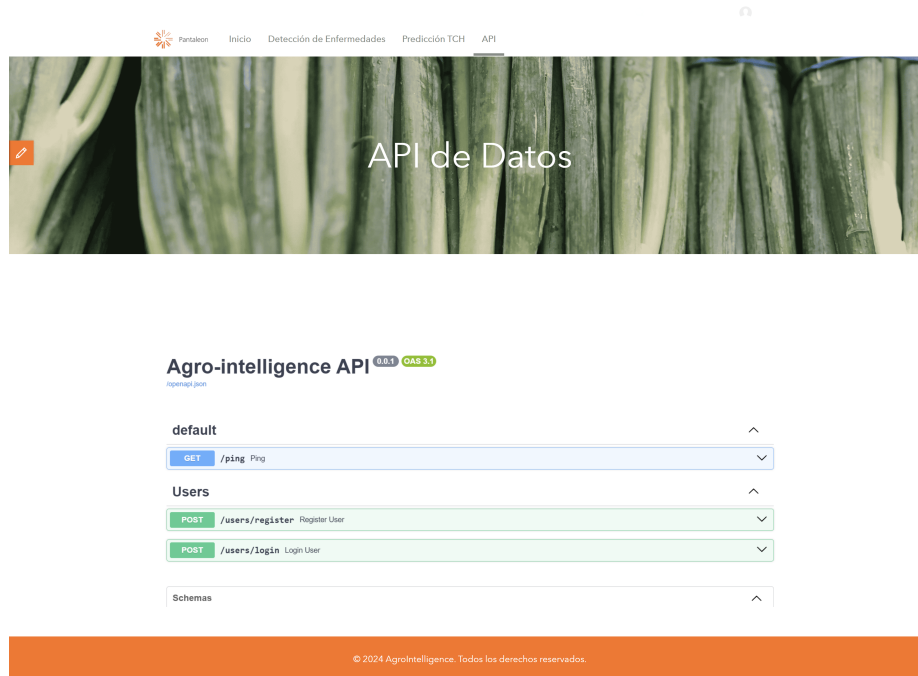 Pantaleon Inicio Detección de Enfermedades Predicción TCH API
API de Datos
Agro-intelligence API 0.0.1 OAS 3.1
/openapi.json
default
GET /ping Ping
Users
POST /users/register Register User
POST /users/login Login User
Schemas
© 2024 AgroIntelligence. Todos los derechos reservados.